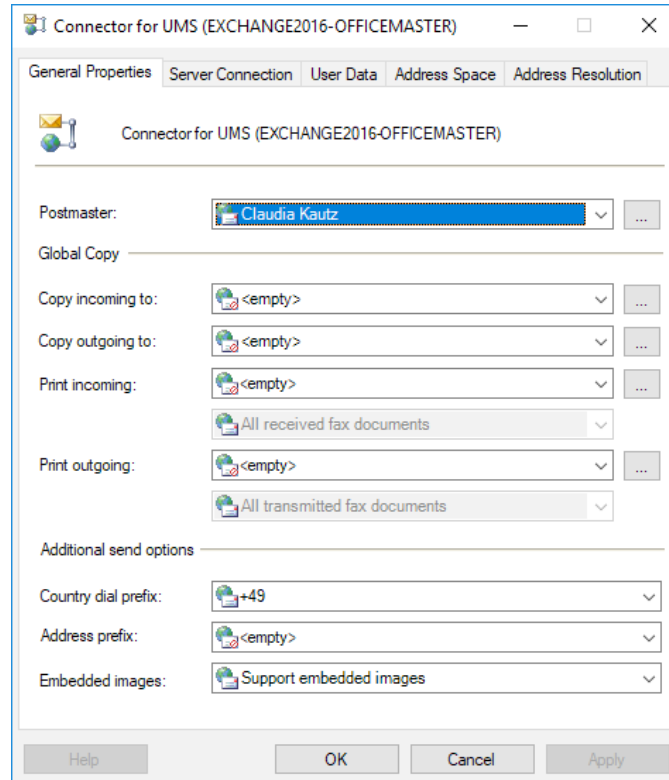 Connector for UMS (EXCHANGE2016-OFFICEMASTER)
General Properties Server Connection User Data Address Space Address Resolution
Connector for UMS (EXCHANGE2016-OFFICEMASTER)
Postmaster: Claudia Kautz ...
Global Copy
Copy incoming to: <empty> ...
Copy outgoing to: <empty> ...
Print incoming: <empty> ...
All received fax documents
Print outgoing: <empty> ...
All transmitted fax documents
Additional send options
Country dial prefix: +49
Address prefix: <empty>
Embedded images: Support embedded images
Help OK Cancel Apply